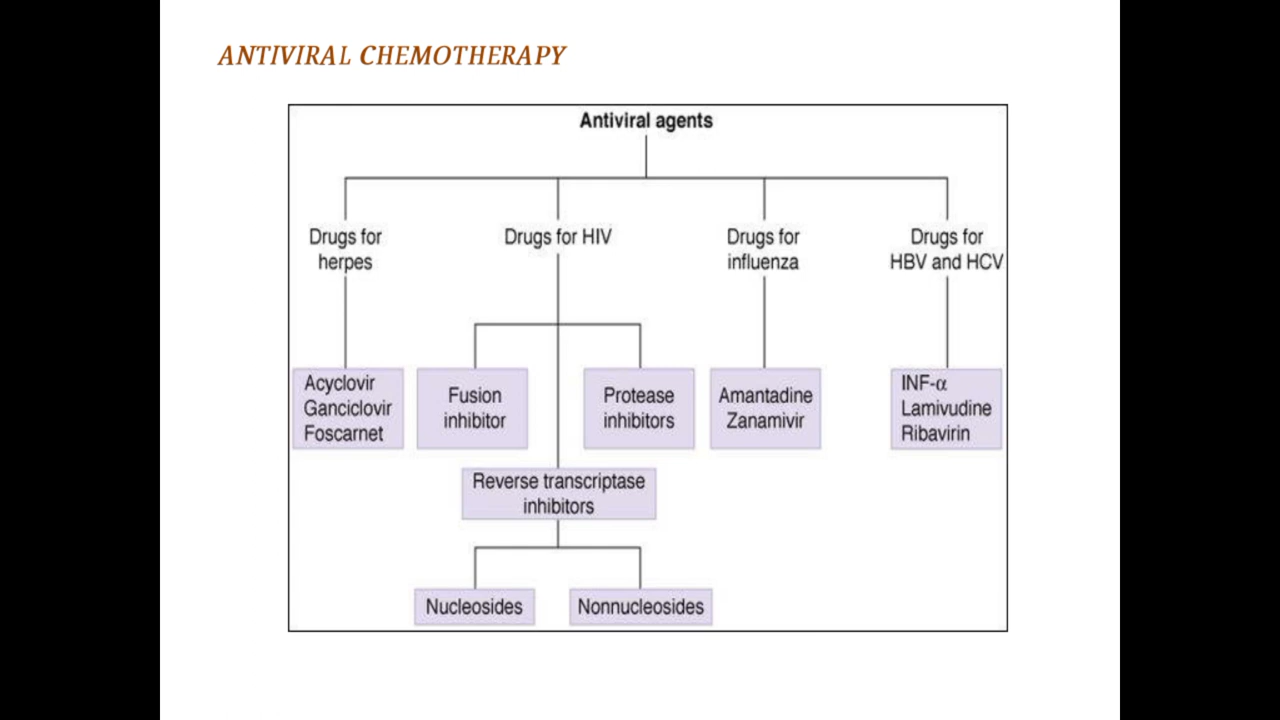 ANTIVIRAL CHEMOTHERAPY
Antiviral agents
Drugs for
herpes
Drugs for HIV
Drugs for
influenza
Drugs for
HBV and HCV
Acyclovir
Ganciclovir
Foscarnet
Fusion
inhibitor
Protease
inhibitors
Amantadine
Zanamivir
INF-α
Lamivudine
Ribavirin
Reverse transcriptase
inhibitors
Nucleosides
Nonnucleosides